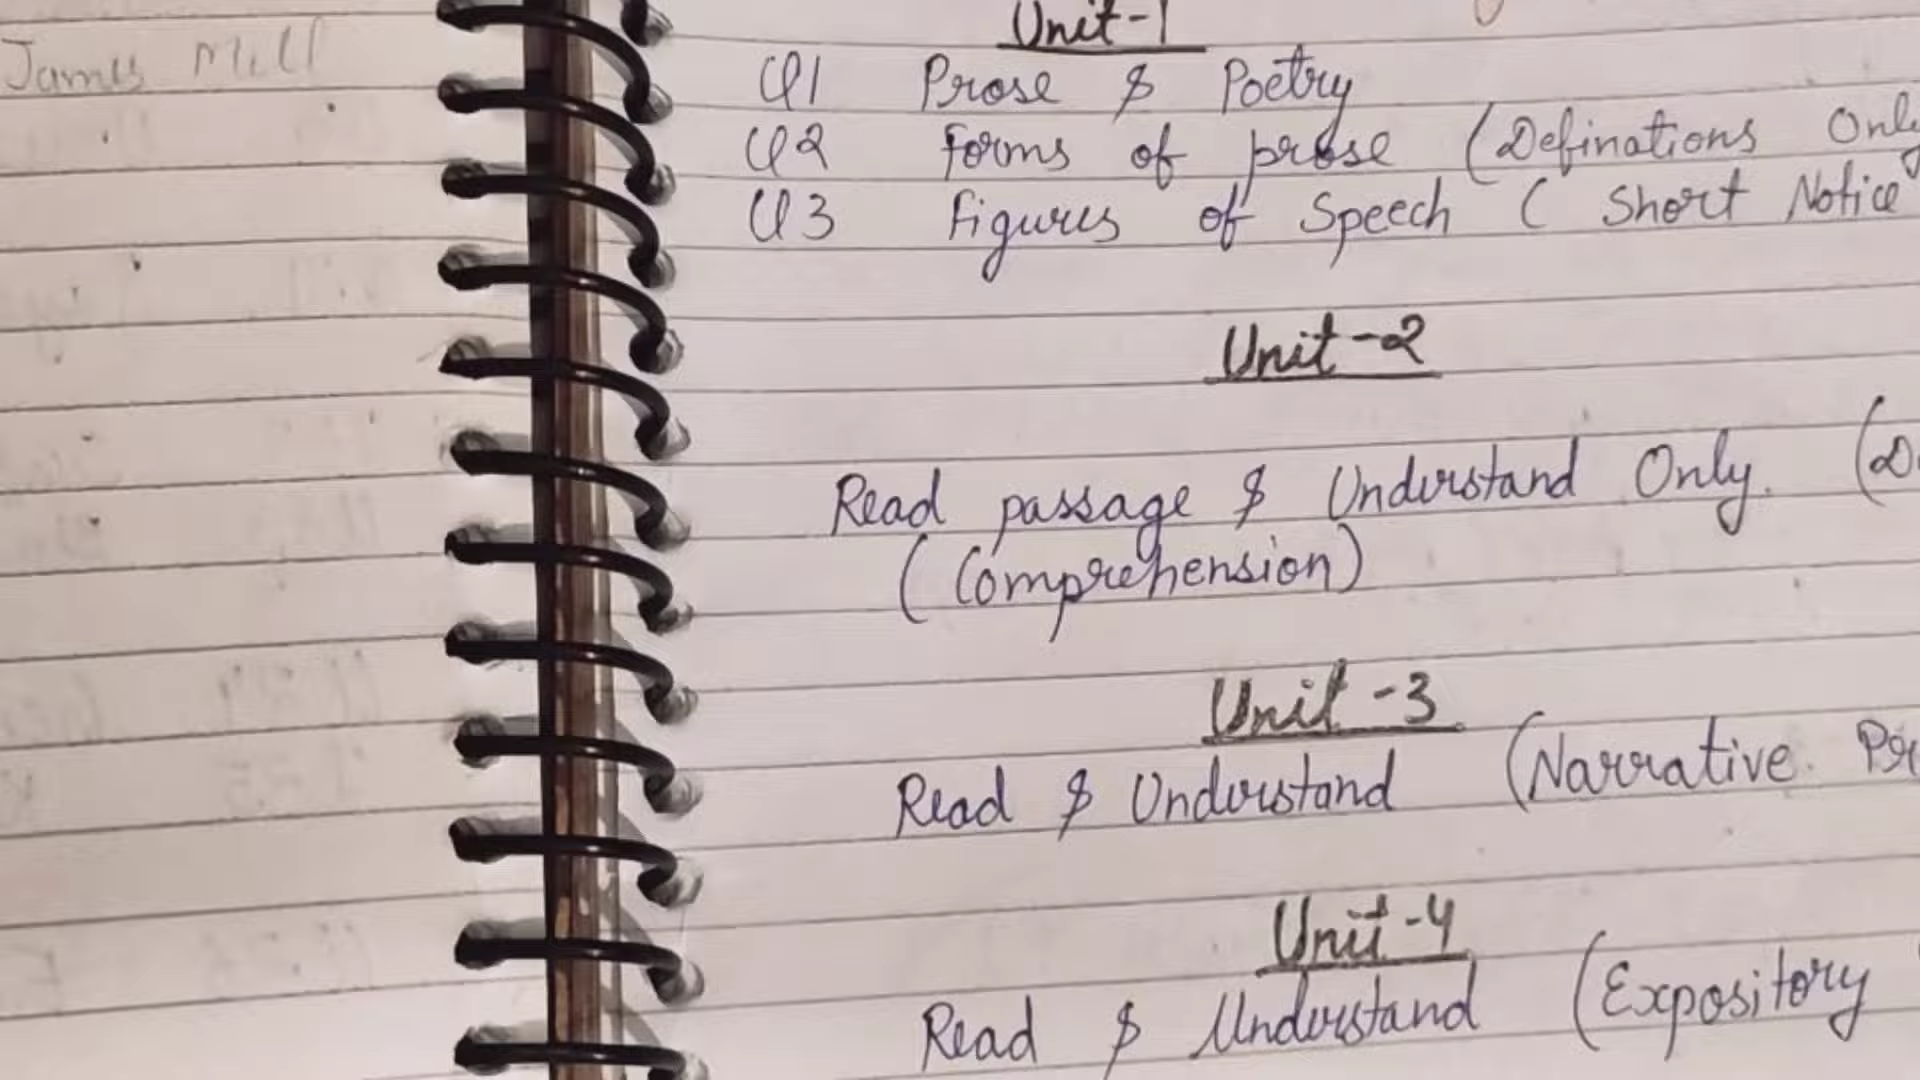 James Mill
Unit-1
Q1 Prose & Poetry
Q2 Forms of prose (Definations Only
Q3 Figures of Speech ( Short Notice
Unit-2
Read passage & Understand Only. (
(Comprehension)
Unit-3
Read & Understand (Narrative
Unit-4
Read & Understand (Expository